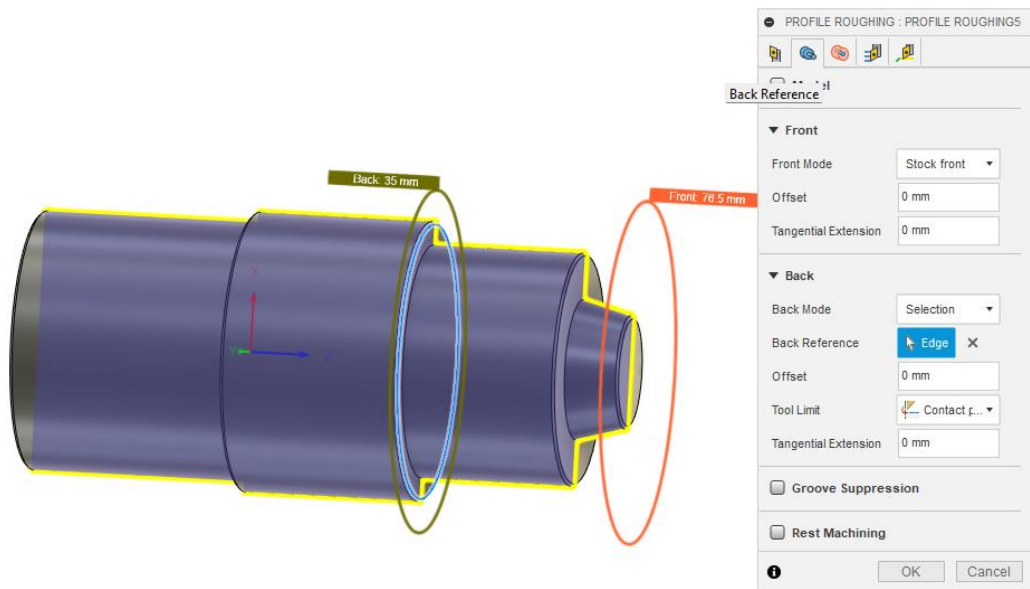 PROFILE ROUGHING : PROFILE ROUGHING5
Back Reference
Front
Front Mode Stock front
Offset 0 mm
Tangential Extension 0 mm
Back
Back Mode Selection
Back Reference Edge
Offset 0 mm
Tool Limit Contact p...
Tangential Extension 0 mm
Groove Suppression
Rest Machining
OK Cancel
Back: 35 mm
Front: 76.5 mm
X
Y
Z